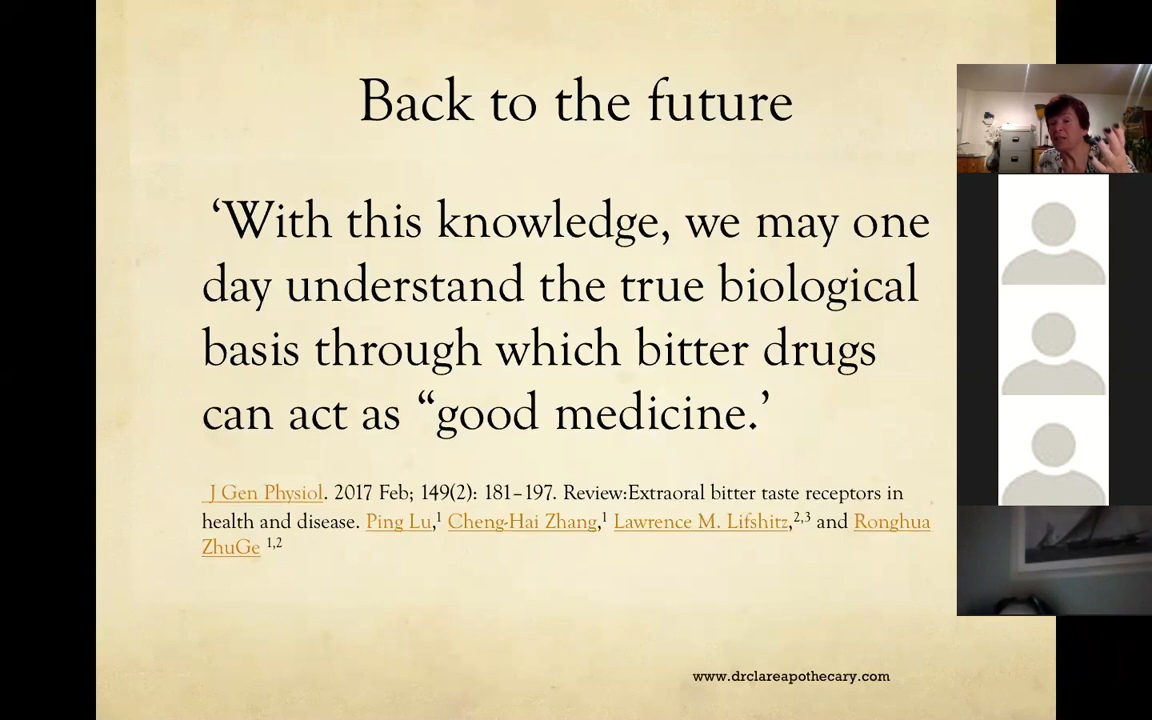 Back to the future
‘With this knowledge, we may one
day understand the true biological
basis through which bitter drugs
can act as “good medicine.’
J Gen Physiol. 2017 Feb; 149(2): 181–197. Review:Extraoral bitter taste receptors in
health and disease. Ping Lu,1 Cheng-Hai Zhang,1 Lawrence M. Lifshitz,2,3 and Ronghua
ZhuGe 1,2
www.drclareapothecary.com